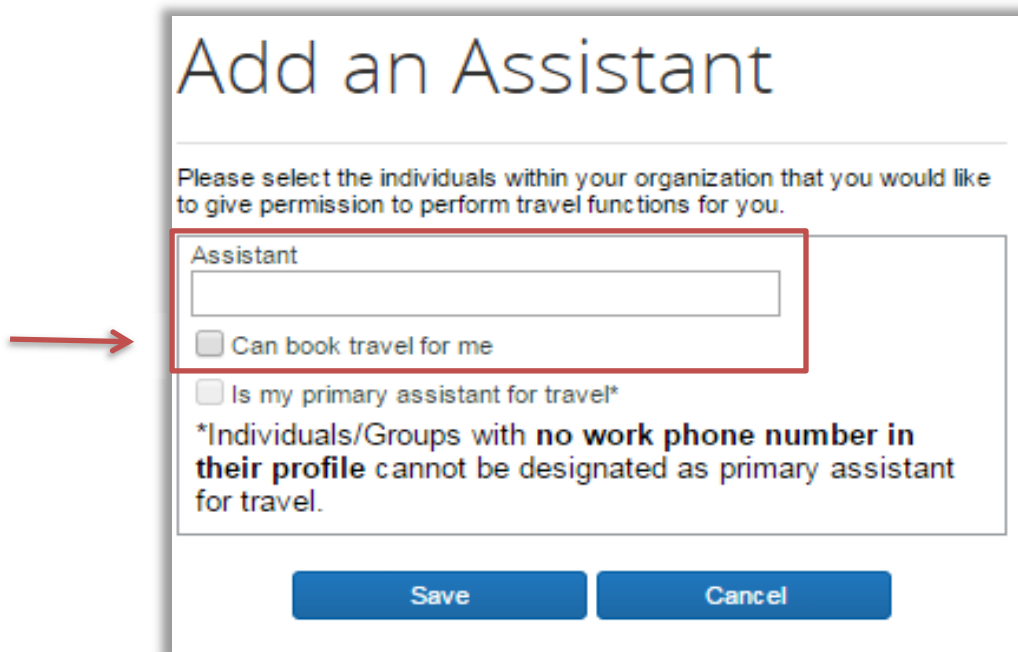 Add an Assistant
Please select the individuals within your organization that you would like
to give permission to perform travel functions for you.
Assistant
Can book travel for me
Is my primary assistant for travel*
*Individuals/Groups with no work phone number in
their profile cannot be designated as primary assistant
for travel.
Save
Cancel